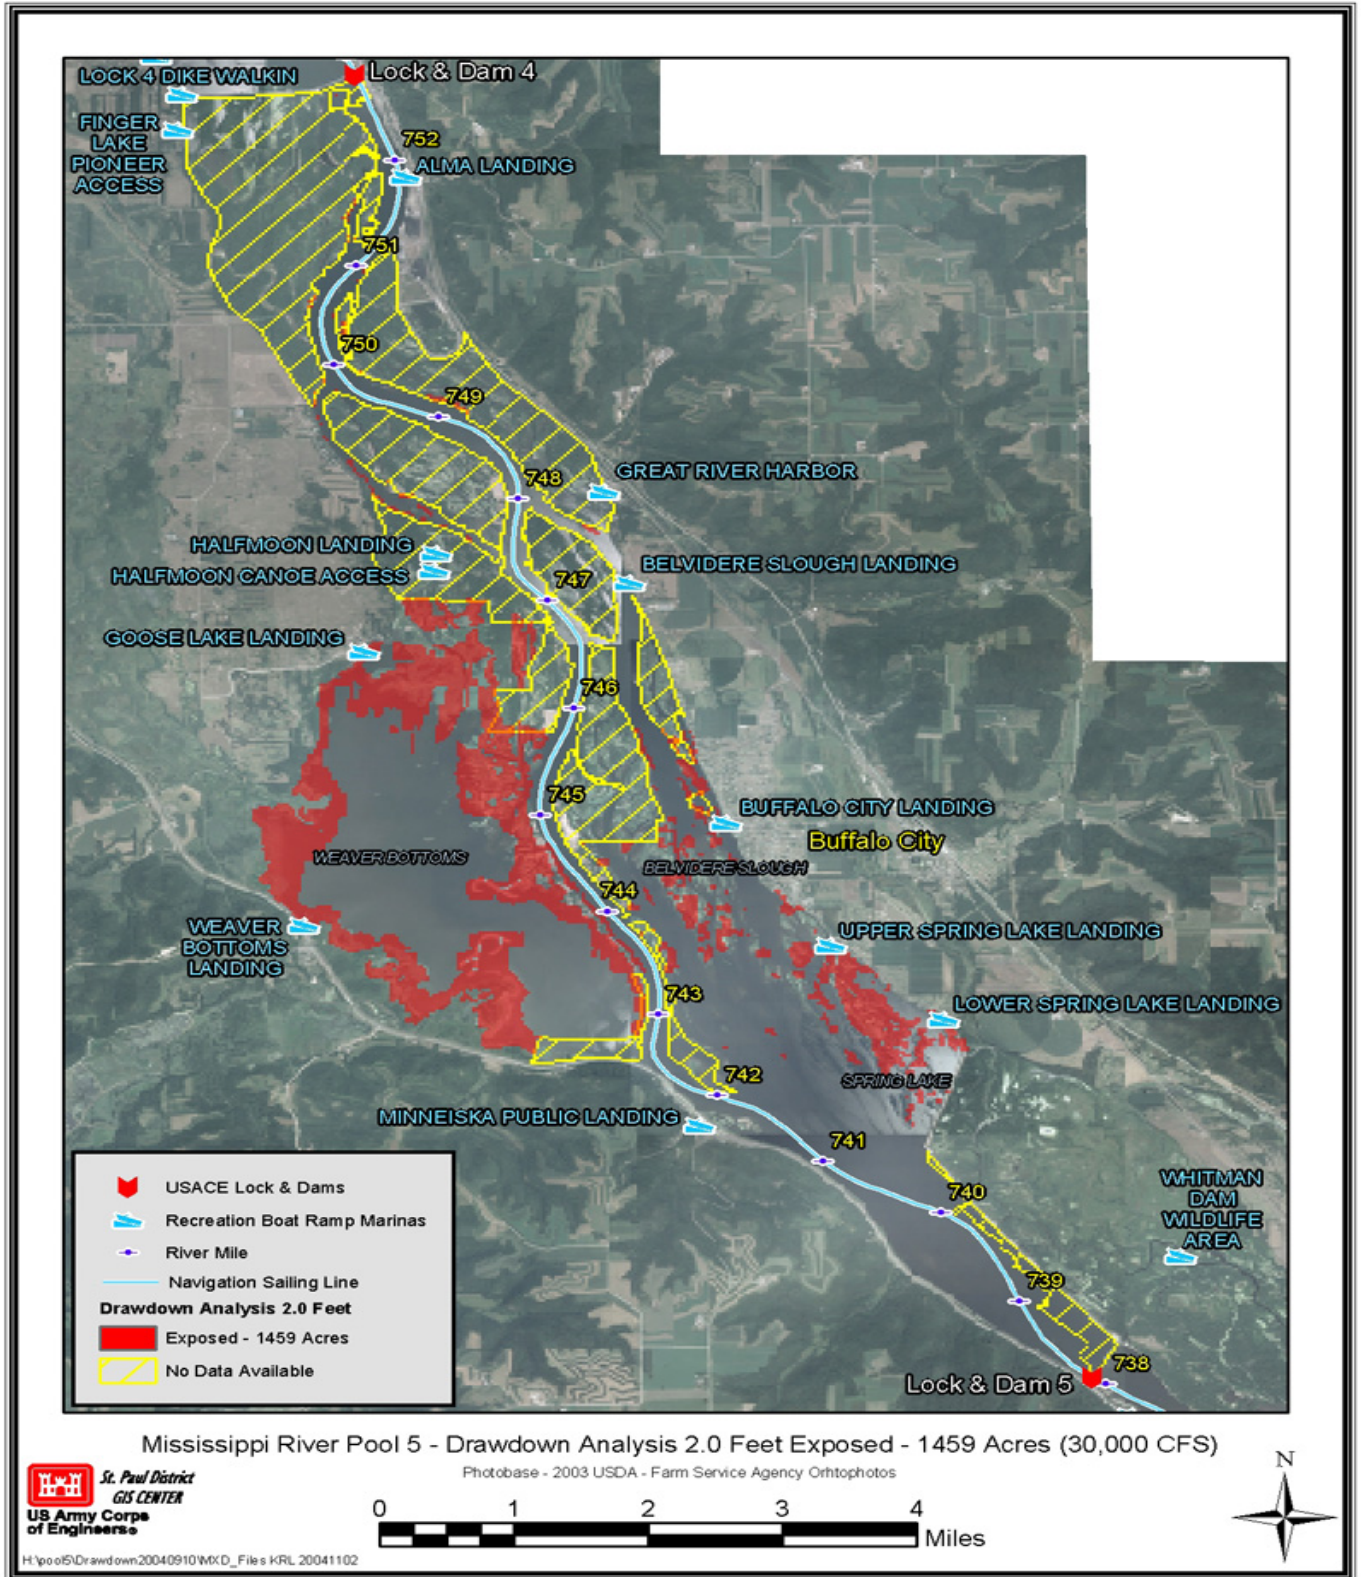 LOCK 4 DIKE WALKIN
Lock & Dam 4
FINGER
LAKE
PIONEER
ACCESS
752
ALMA LANDING
751
750
749
748
GREAT RIVER HARBOR
HALFMOON LANDING
HALFMOON CANOE ACCESS
BELVIDERE SLOUGH LANDING
747
GOOSE LAKE LANDING
746
745
BUFFALO CITY LANDING
Buffalo City
WEAVER BOTTOMS
BELVIDERE SLOUGH
744
WEAVER
BOTTOMS
LANDING
UPPER SPRING LAKE LANDING
743
LOWER SPRING LAKE LANDING
742
SPRING LAKE
MINNEISKA PUBLIC LANDING
741
740
WHITMAN
DAM
WILDLIFE
AREA
739
738
Lock & Dam 5
USACE Lock & Dams
Recreation Boat Ramp Marinas
River Mile
Navigation Sailing Line
Drawdown Analysis 2.0 Feet
Exposed - 1459 Acres
No Data Available
Mississippi River Pool 5 - Drawdown Analysis 2.0 Feet Exposed - 1459 Acres (30,000 CFS)
Photobase - 2003 USDA - Farm Service Agency Orhtophotos
St. Paul District
GIS CENTER
US Army Corps
of Engineers®
0 1 2 3 4
Miles
N
H:\pool5\Drawdown20040910\MXD_Files KRL 20041102